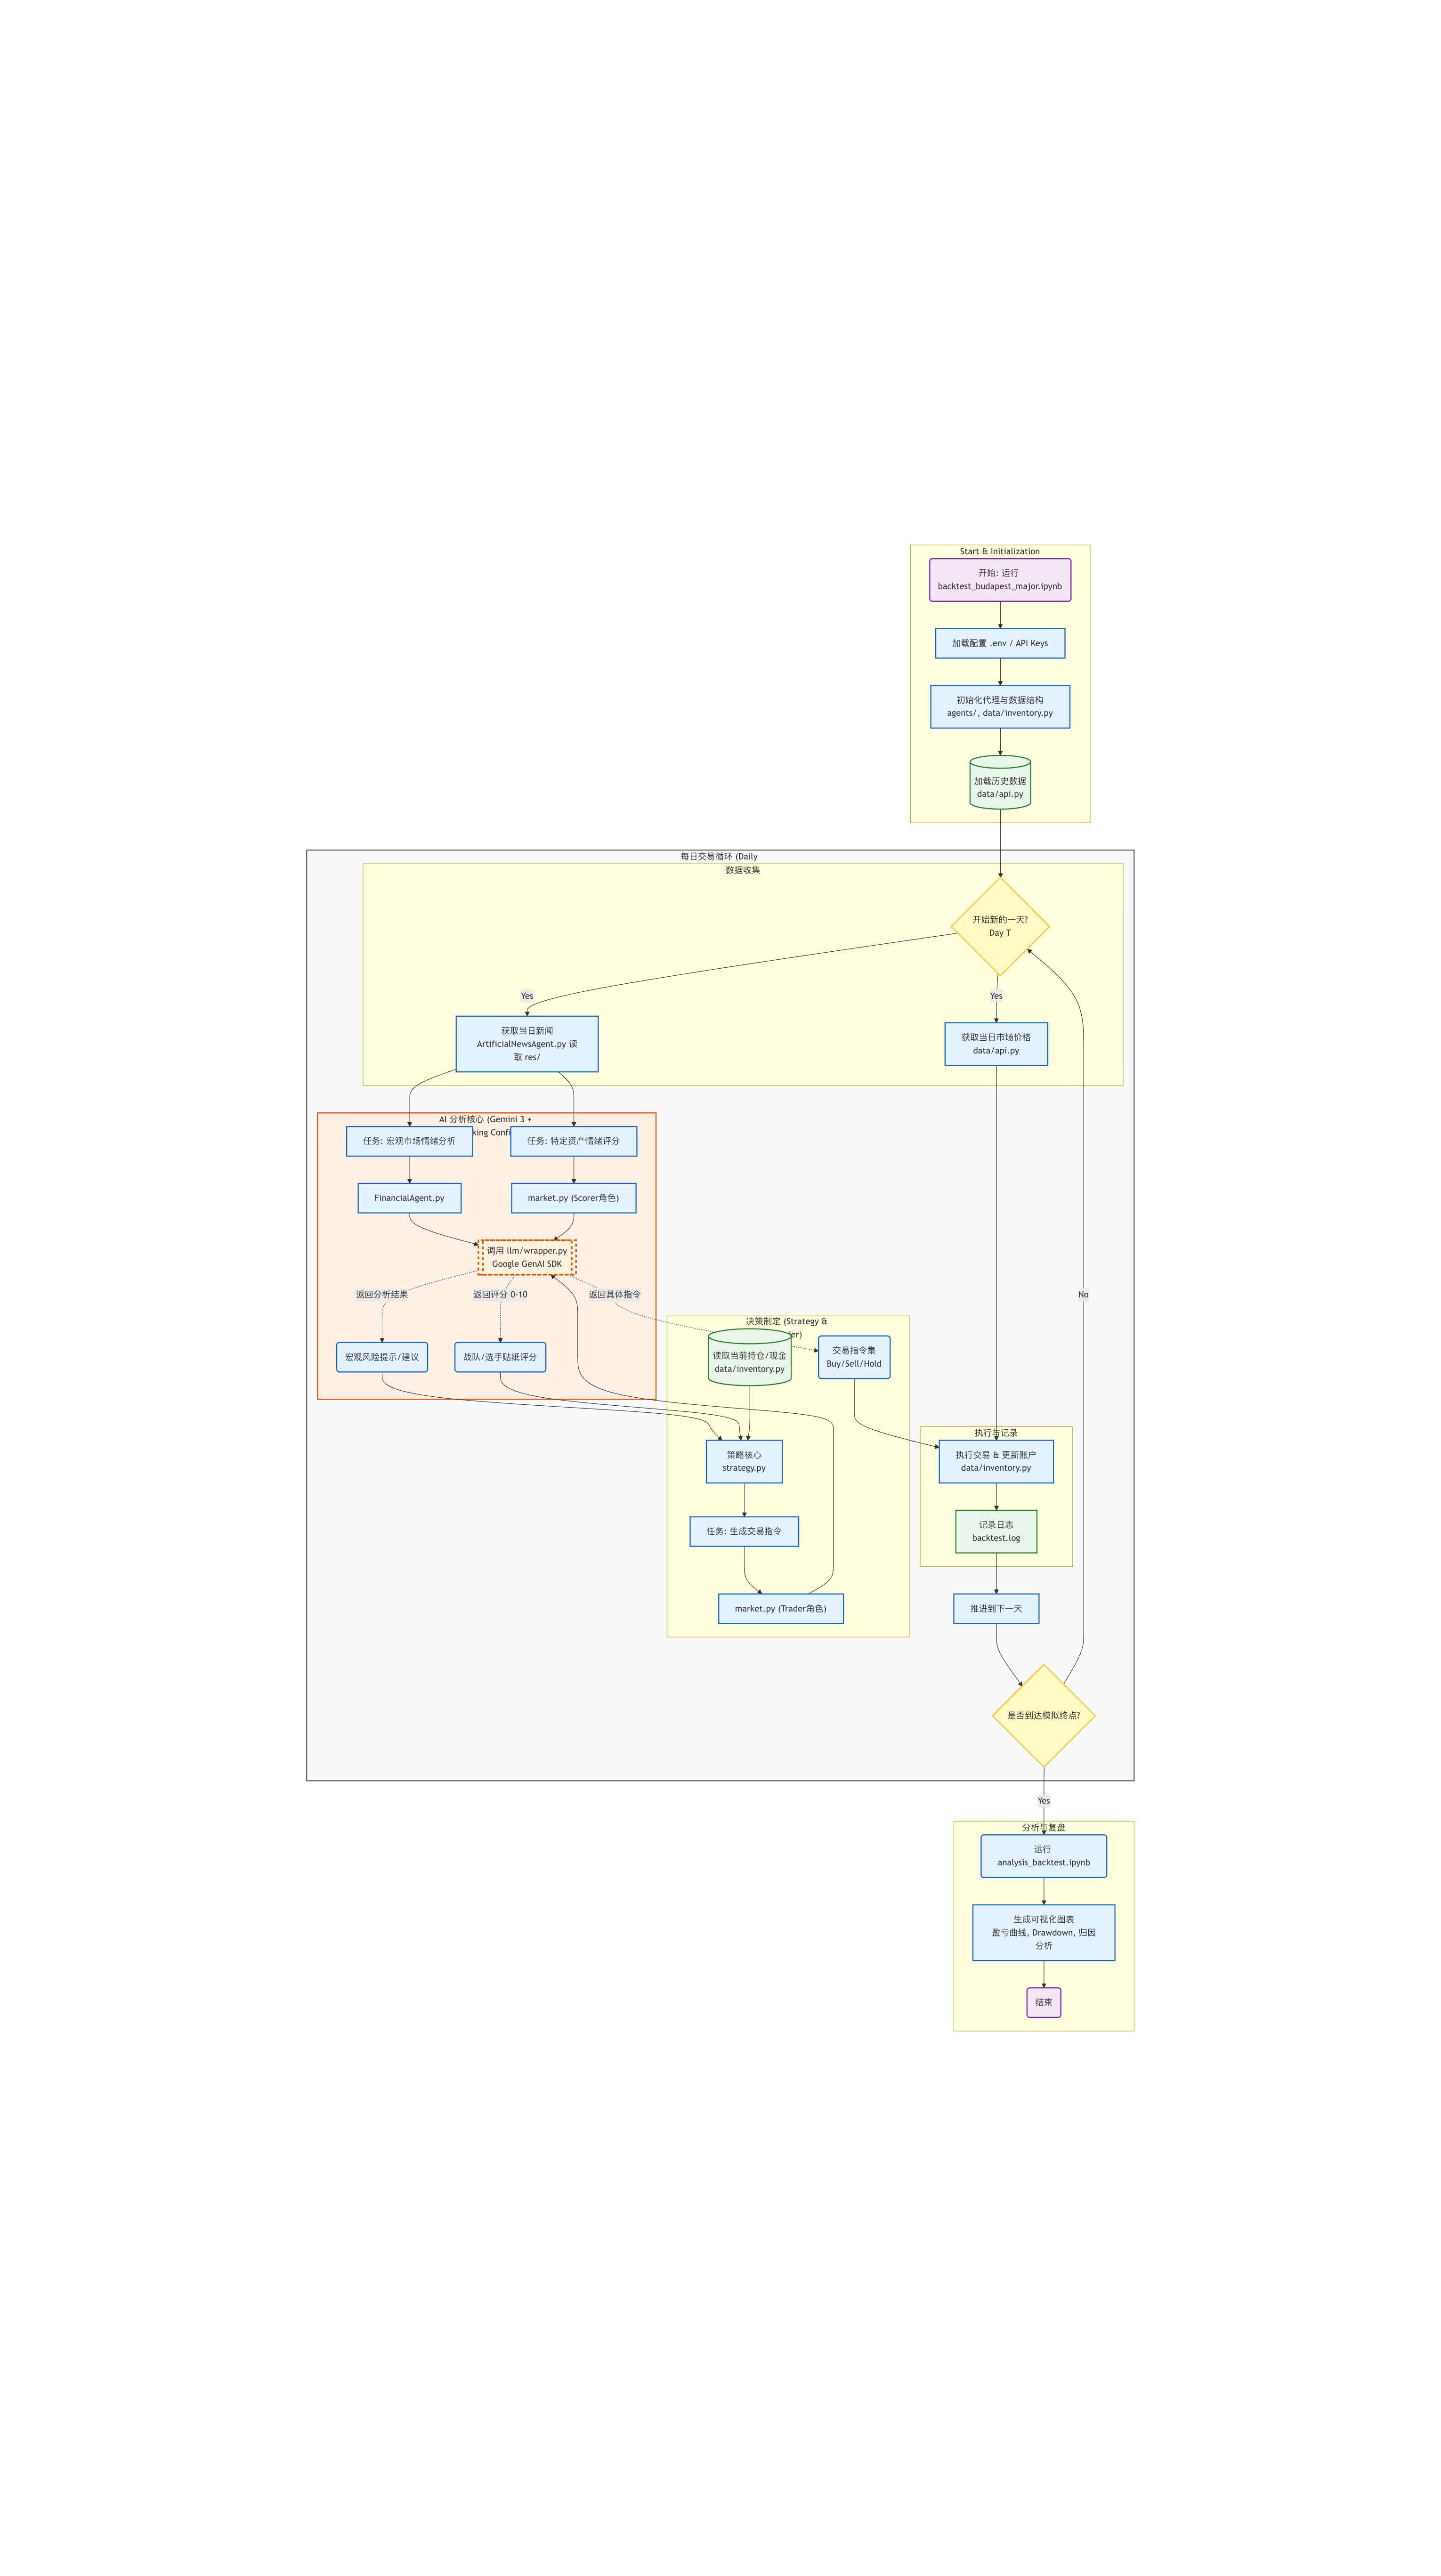 Start & Initialization
开始: 运行
backtest_budapest_major.ipynb
加载配置 .env / API Keys
初始化代理与数据结构
agents/, data/inventory.py
加载历史数据
data/api.py
每日交易循环 (Daily
数据收集
开始新的一天?
Day T
Yes
Yes
获取当日新闻
ArtificialNewsAgent.py 读
取 res/
获取当日市场价格
data/api.py
AI 分析核心 (Gemini 3 +
king Confi
任务: 宏观市场情绪分析
任务: 特定资产情绪评分
FinancialAgent.py
market.py (Scorer角色)
调用 llm/wrapper.py
Google GenAI SDK
返回分析结果
返回评分 0-10
返回具体指令
No
决策制定 (Strategy &
der)
宏观风险提示/建议
战队/选手贴纸评分
读取当前持仓/现金
data/inventory.py
交易指令集
Buy/Sell/Hold
执行与记录
策略核心
strategy.py
执行交易 & 更新账户
data/inventory.py
任务: 生成交易指令
记录日志
backtest.log
market.py (Trader角色)
推进到下一天
是否到达模拟终点?
Yes
分析与复盘
运行
analysis_backtest.ipynb
生成可视化图表
盈亏曲线, Drawdown, 归因
分析
结束